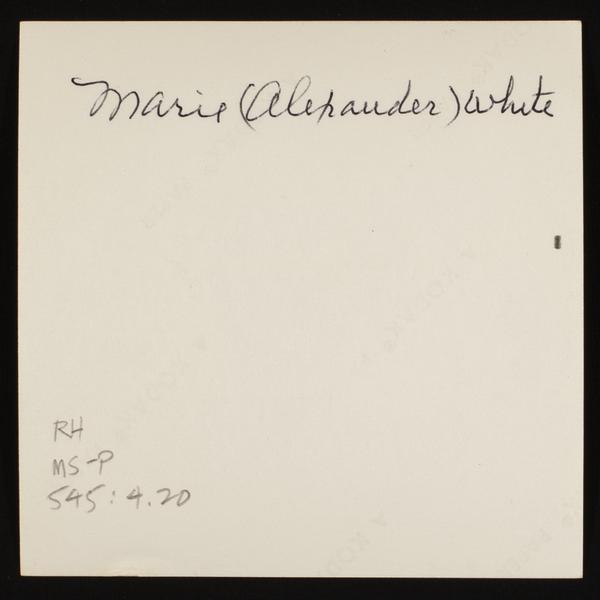 Marie (Alexander) White
RH
MS-P
545:4.20